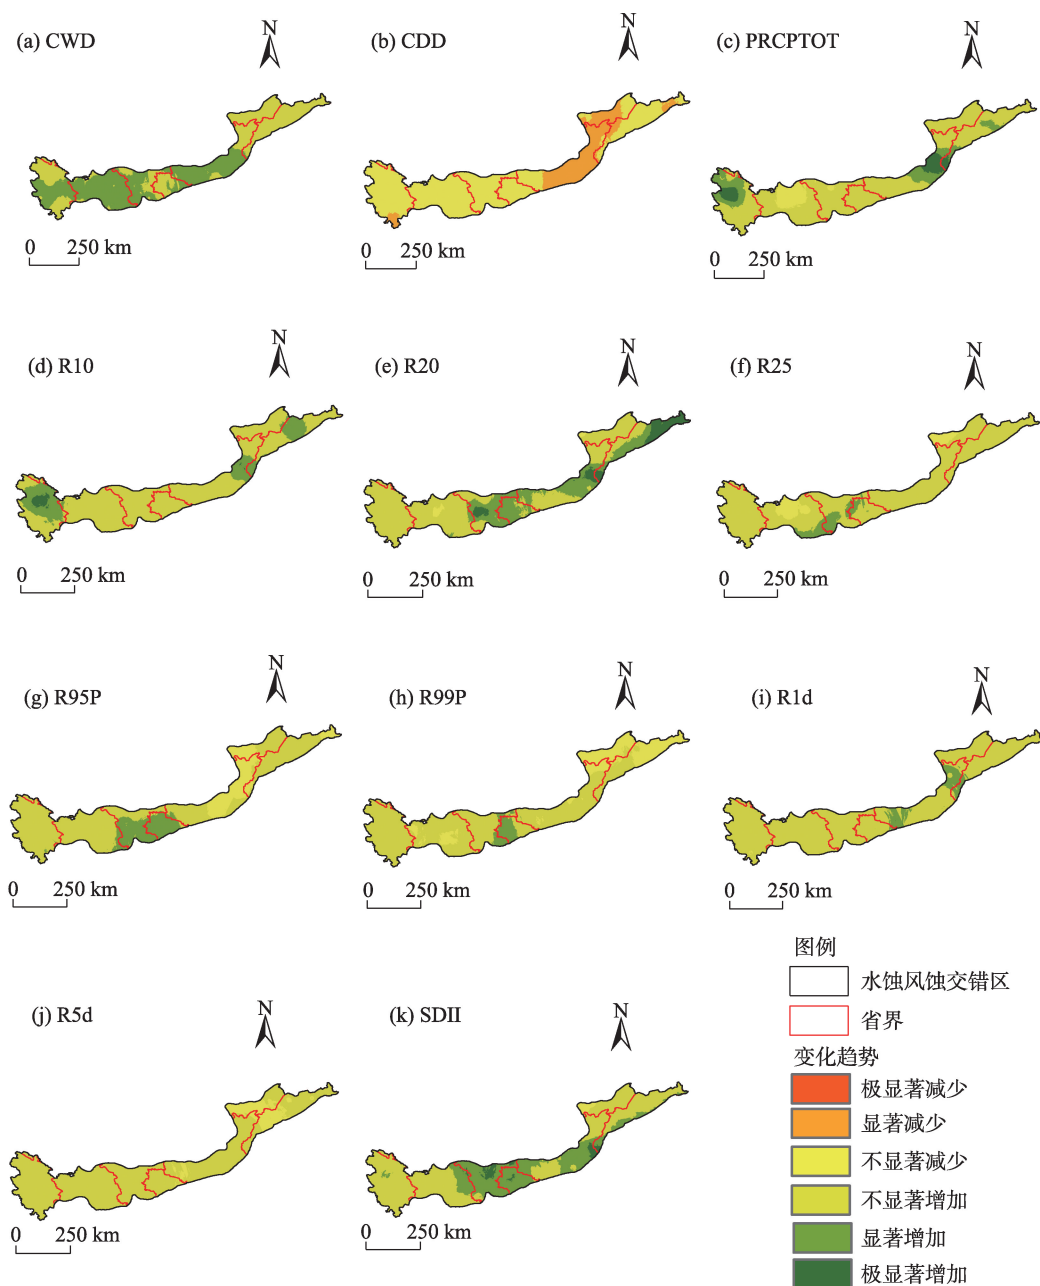 (a) CWD
N
0 250 km
(b) CDD
N
0 250 km
(c) PRCPTOT
N
0 250 km
(d) R10
N
0 250 km
(e) R20
N
0 250 km
(f) R25
N
0 250 km
(g) R95P
N
0 250 km
(h) R99P
N
0 250 km
(i) R1d
N
0 250 km
(j) R5d
N
0 250 km
(k) SDII
N
0 250 km
图例
水蚀风蚀交错区
省界
变化趋势
极显著减少
显著减少
不显著减少
不显著增加
显著增加
极显著增加